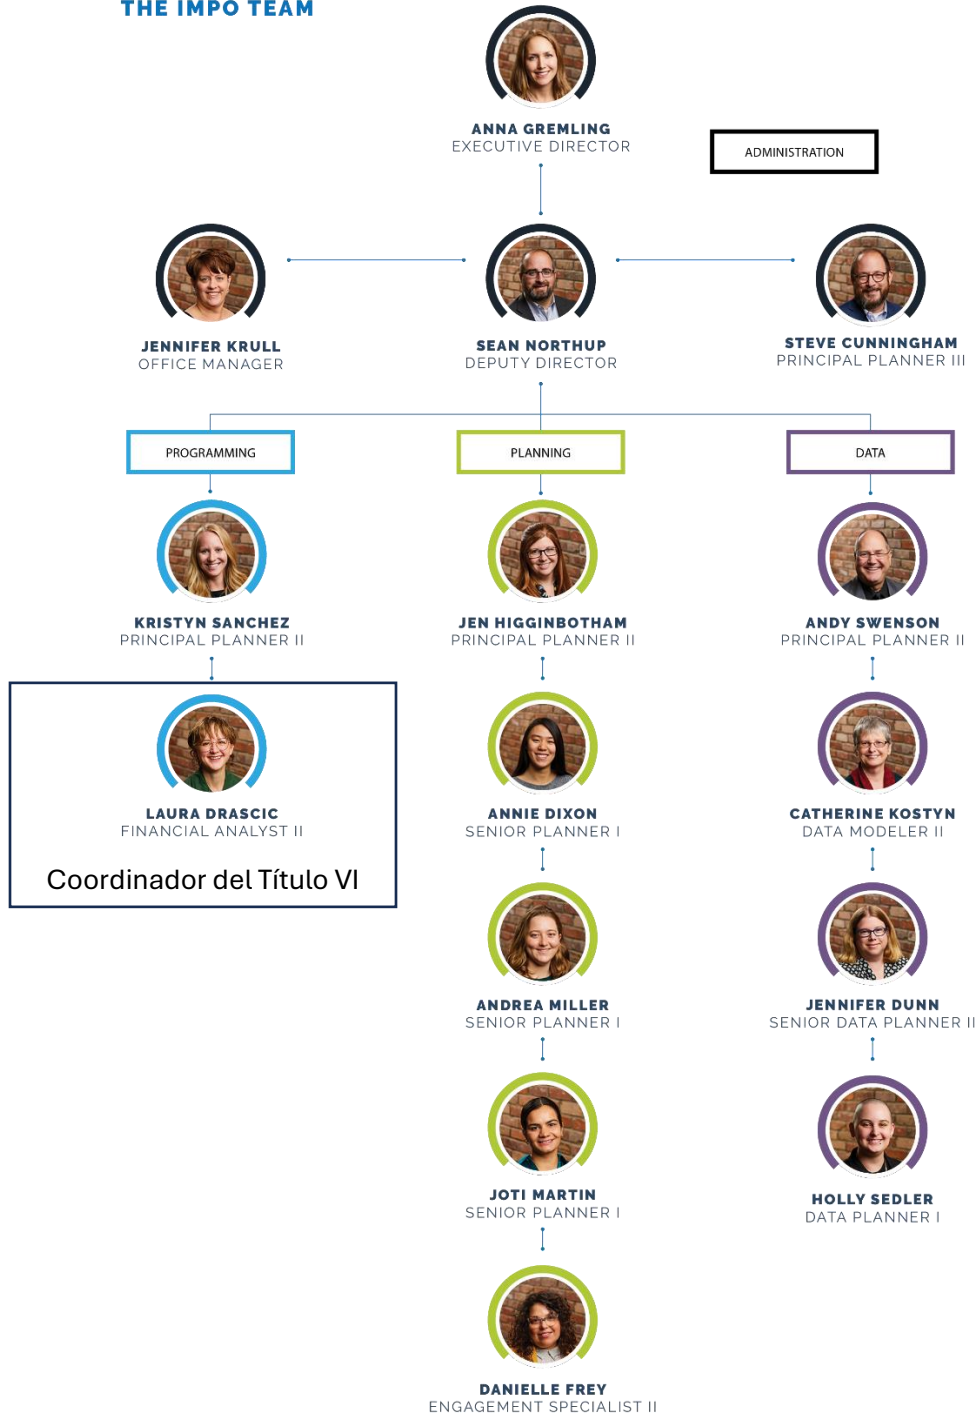 THE IMPO TEAM
ANNA GREMLING
EXECUTIVE DIRECTOR
ADMINISTRATION
JENNIFER KRULL
OFFICE MANAGER
SEAN NORTHUP
DEPUTY DIRECTOR
STEVE CUNNINGHAM
PRINCIPAL PLANNER III
PROGRAMMING
PLANNING
DATA
KRISTYN SANCHEZ
PRINCIPAL PLANNER II
JEN HIGGINBOTHAM
PRINCIPAL PLANNER II
ANDY SWENSON
PRINCIPAL PLANNER II
LAURA DRASCIC
FINANCIAL ANALYST II
Coordinador del Título VI
ANNIE DIXON
SENIOR PLANNER I
CATHERINE KOSTYN
DATA MODELER II
ANDREA MILLER
SENIOR PLANNER I
JENNIFER DUNN
SENIOR DATA PLANNER II
JOTI MARTIN
SENIOR PLANNER I
HOLLY SEDLER
DATA PLANNER I
DANIELLE FREY
ENGAGEMENT SPECIALIST II